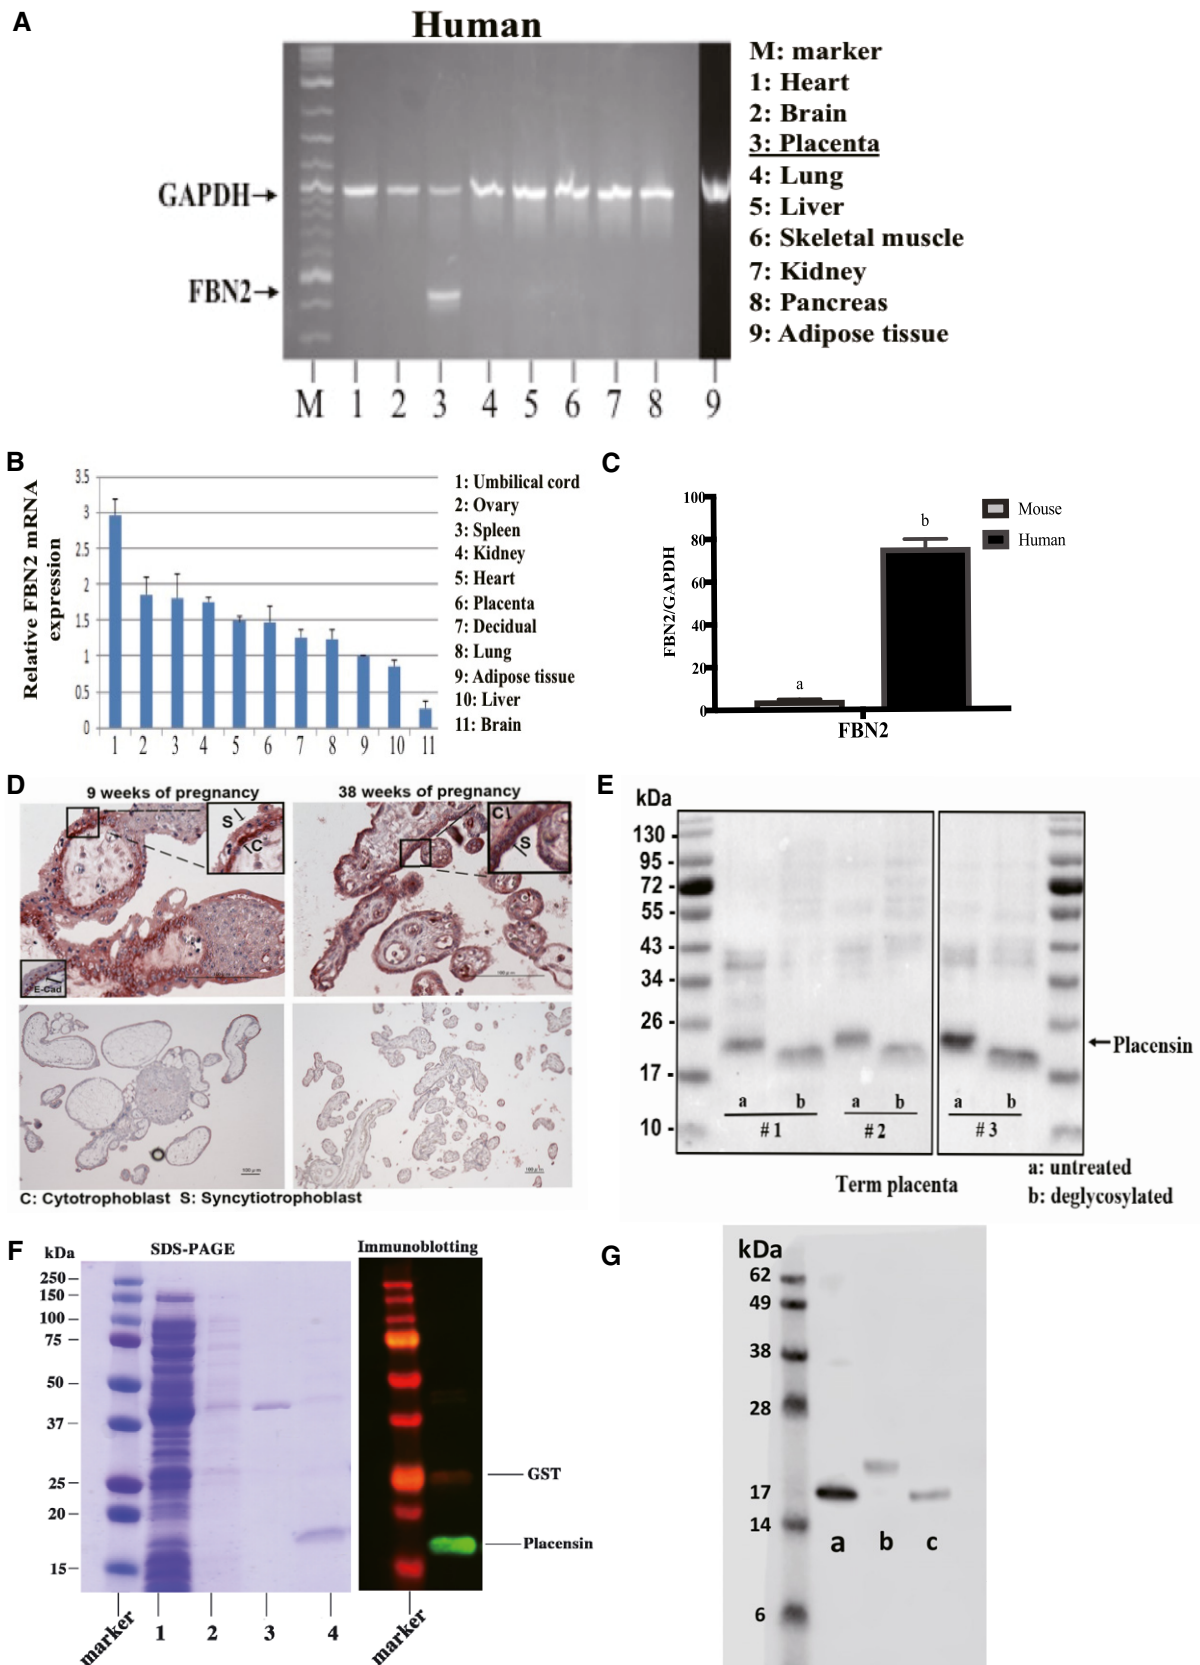 A
Human
M: marker
1: Heart
2: Brain
3: Placenta
4: Lung
5: Liver
6: Skeletal muscle
7: Kidney
8: Pancreas
9: Adipose tissue
GAPDH
FBN2
M 1 2 3 4 5 6 7 8 9
B
Relative FBN2 mRNA
expression
3.5
3
2.5
2
1.5
1
0.5
0
1 2 3 4 5 6 7 8 9 10 11
1: Umbilical cord
2: Ovary
3: Spleen
4: Kidney
5: Heart
6: Placenta
7: Decidual
8: Lung
9: Adipose tissue
10: Liver
11: Brain
C
FBN2/GAPDH
100
80
60
40
20
0
a
b
Mouse
Human
FBN2
D
9 weeks of pregnancy
38 weeks of pregnancy
S
C
C
S
E-Cad
C: Cytotrophoblast S: Syncytiotrophoblast
E
kDa
130 -
95 -
72 -
55 -
43 -
34 -
26 -
17 -
10 -
Placensin
a b a b a b
#1 #2 #3
Term placenta
a: untreated
b: deglycosylated
F
kDa
SDS-PAGE
Immunoblotting
250
150
100
75
50
37
25
20
15
GST
Placensin
marker 1 2 3 4 marker
G
kDa
62
49
38
28
17
14
6
a b c